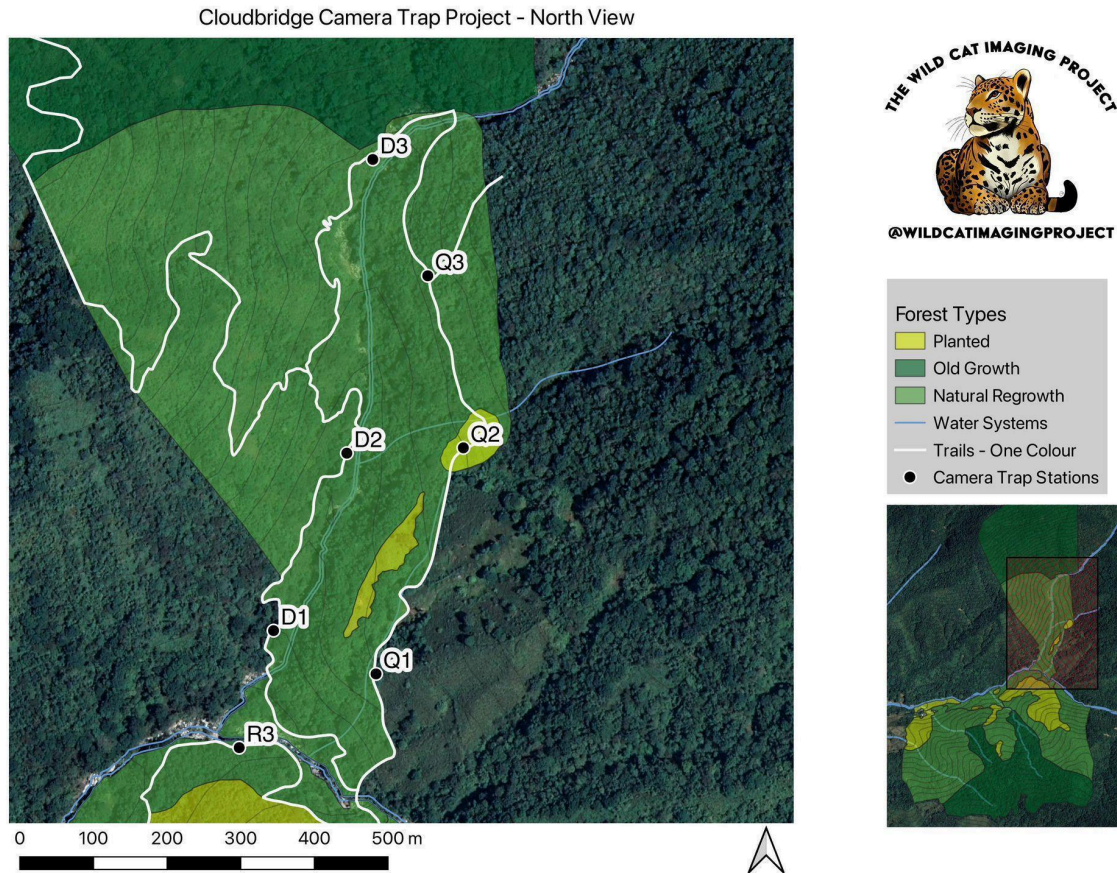 Cloudbridge Camera Trap Project - North View
THE WILD CAT IMAGING PROJECT
@WILDCATIMAGINGPROJECT
D3
Q3
D2
Q2
D1
Q1
R3
Forest Types
Planted
Old Growth
Natural Regrowth
Water Systems
Trails - One Colour
Camera Trap Stations
0 100 200 300 400 500 m